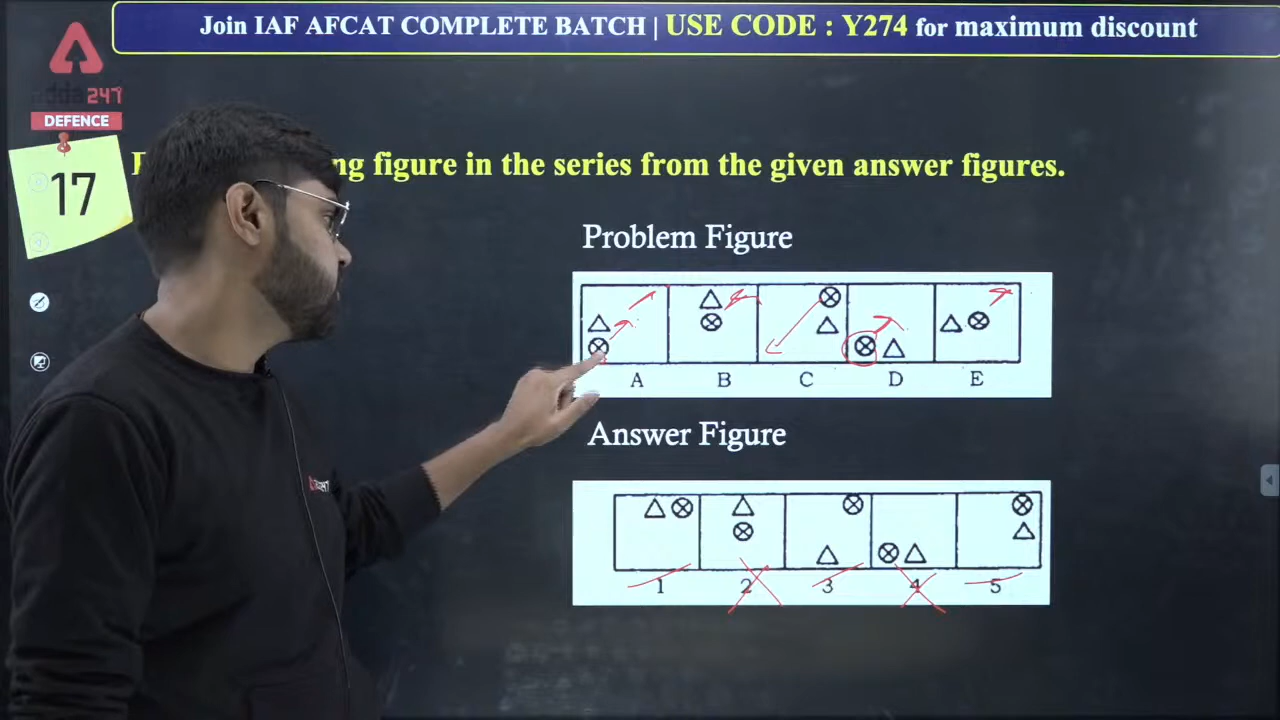 Join IAF AFCAT COMPLETE BATCH | USE CODE : Y274 for maximum discount
adda247
DEFENCE
17
figure in the series from the given answer figures.
Problem Figure
A B C D E
Answer Figure
1 2 3 4 5